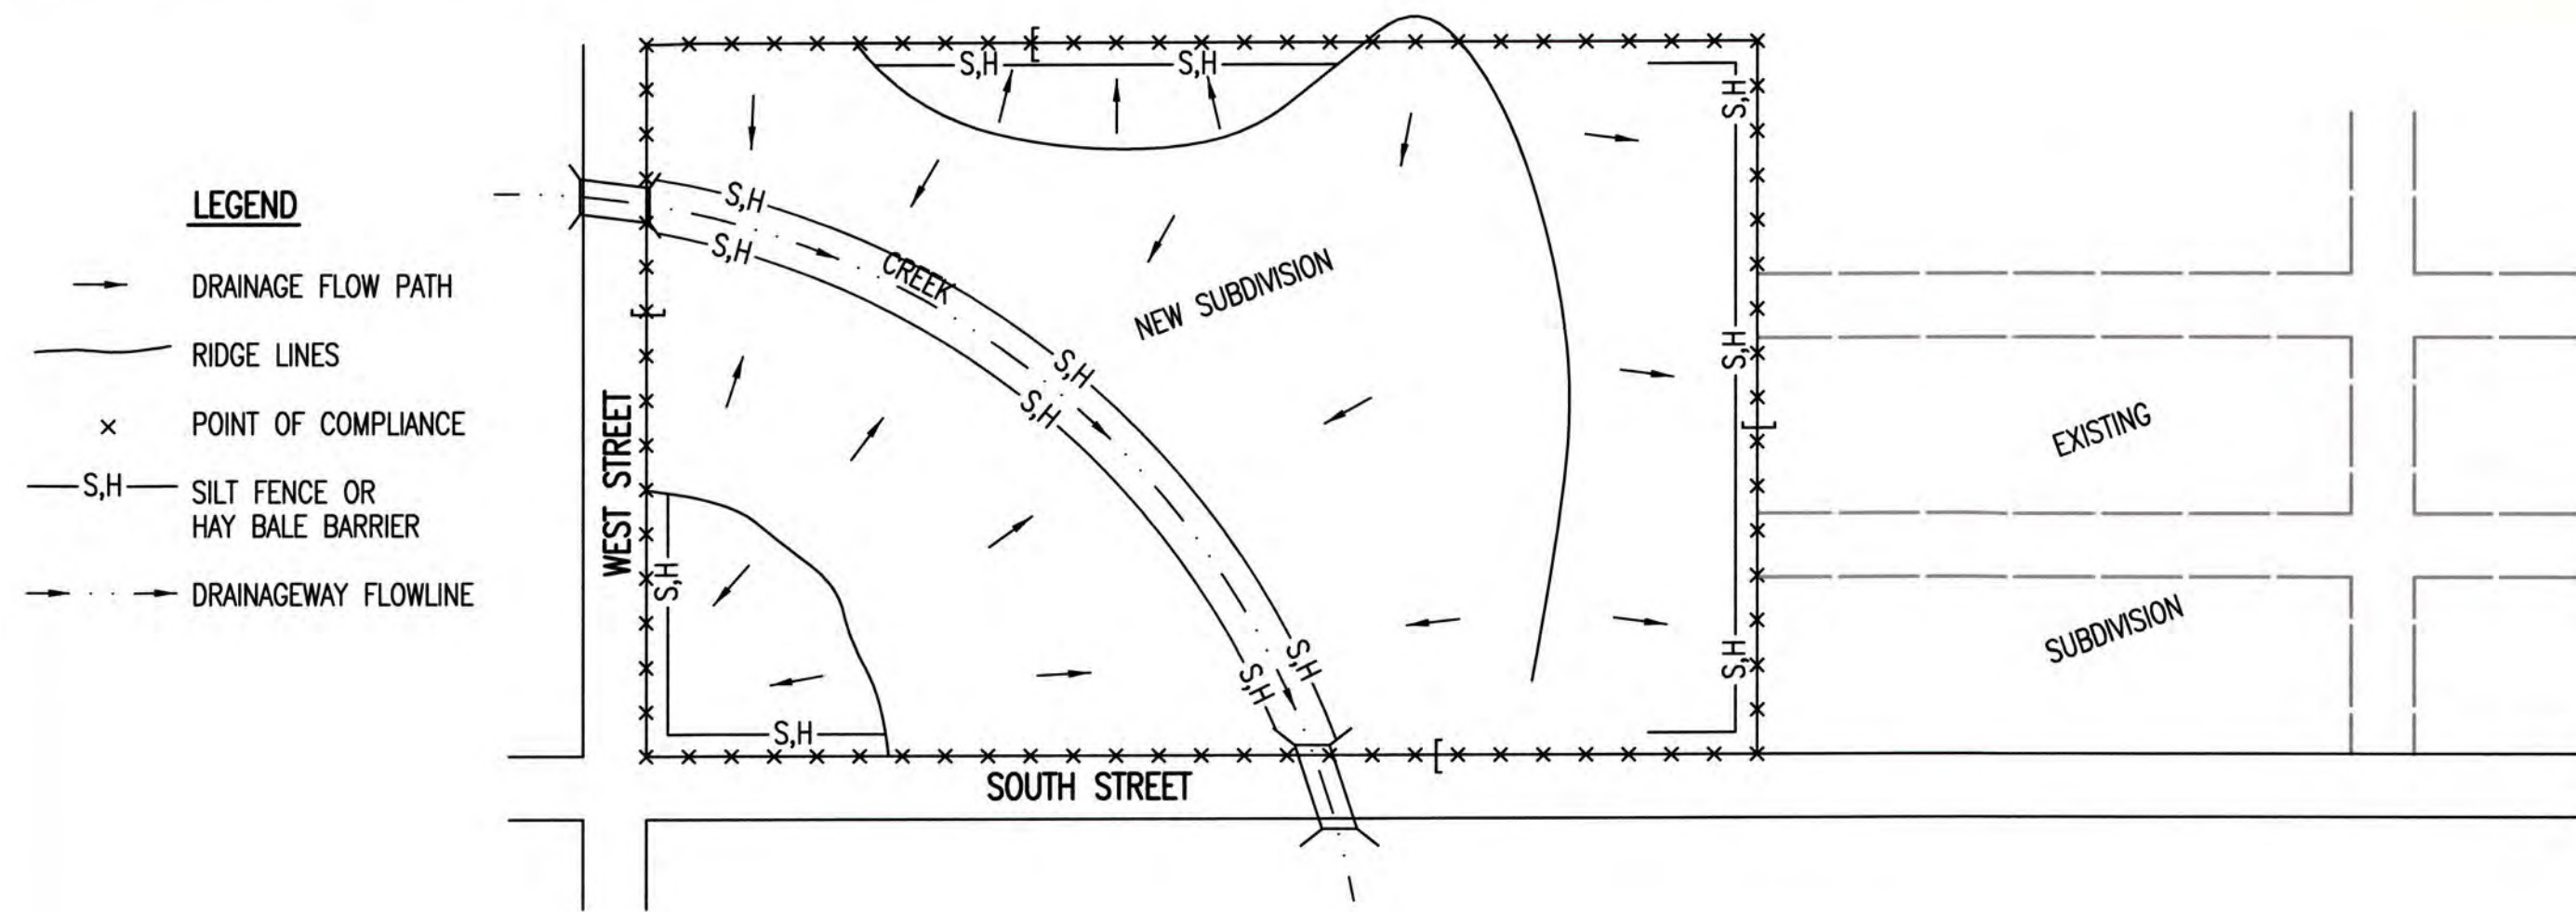 LEGEND
DRAINAGE FLOW PATH
RIDGE LINES
POINT OF COMPLIANCE
S,H
SILT FENCE OR
HAY BALE BARRIER
DRAINAGEWAY FLOWLINE
S,H
S,H
S,H
S,H
S,H
CREEK
NEW SUBDIVISION
S,H
S,H
S,H
WEST STREET
EXISTING
S,H
SUBDIVISION
S,H
S,H
S,H
S,H
SOUTH STREET